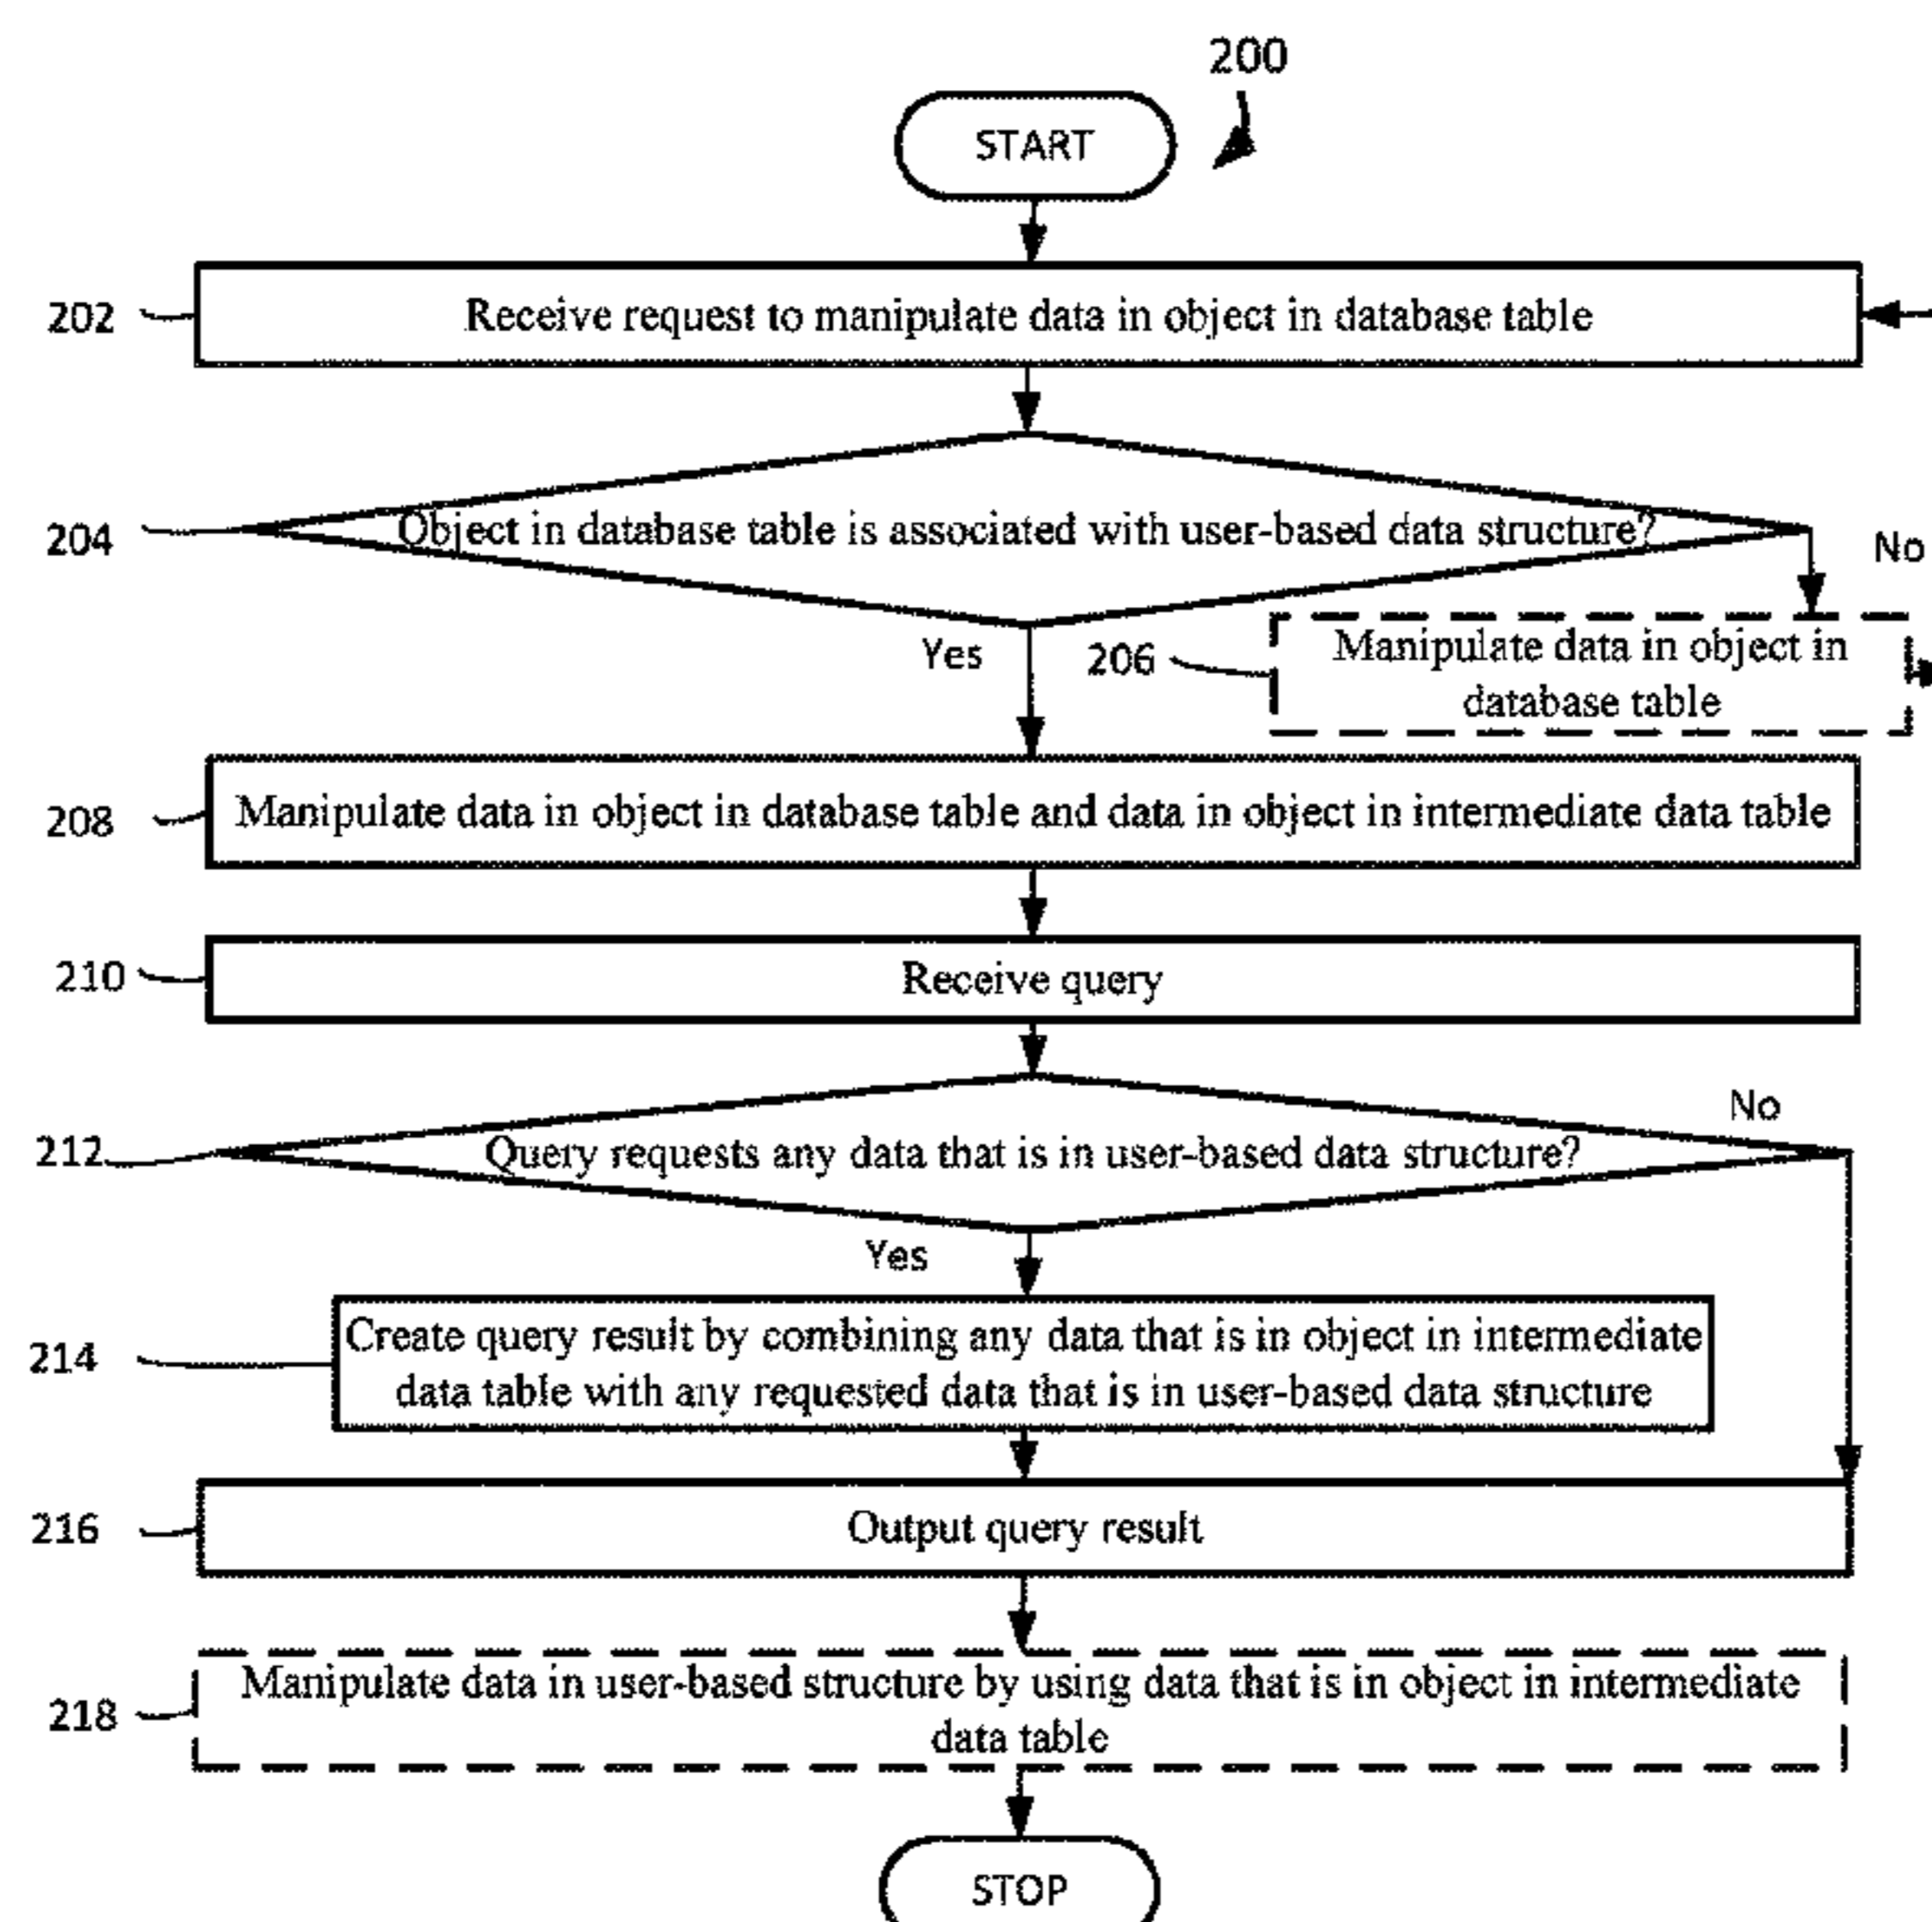 200
START
202
Receive request to manipulate data in object in database table
204
Object in database table is associated with user-based data structure?
No
Yes
206
Manipulate data in object in
database table
208
Manipulate data in object in database table and data in object in intermediate data table
210
Receive query
No
212
Query requests any data that is in user-based data structure?
Yes
214
Create query result by combining any data that is in object in intermediate
data table with any requested data that is in user-based data structure
216
Output query result
218
Manipulate data in user-based structure by using data that is in object in intermediate
data table
STOP